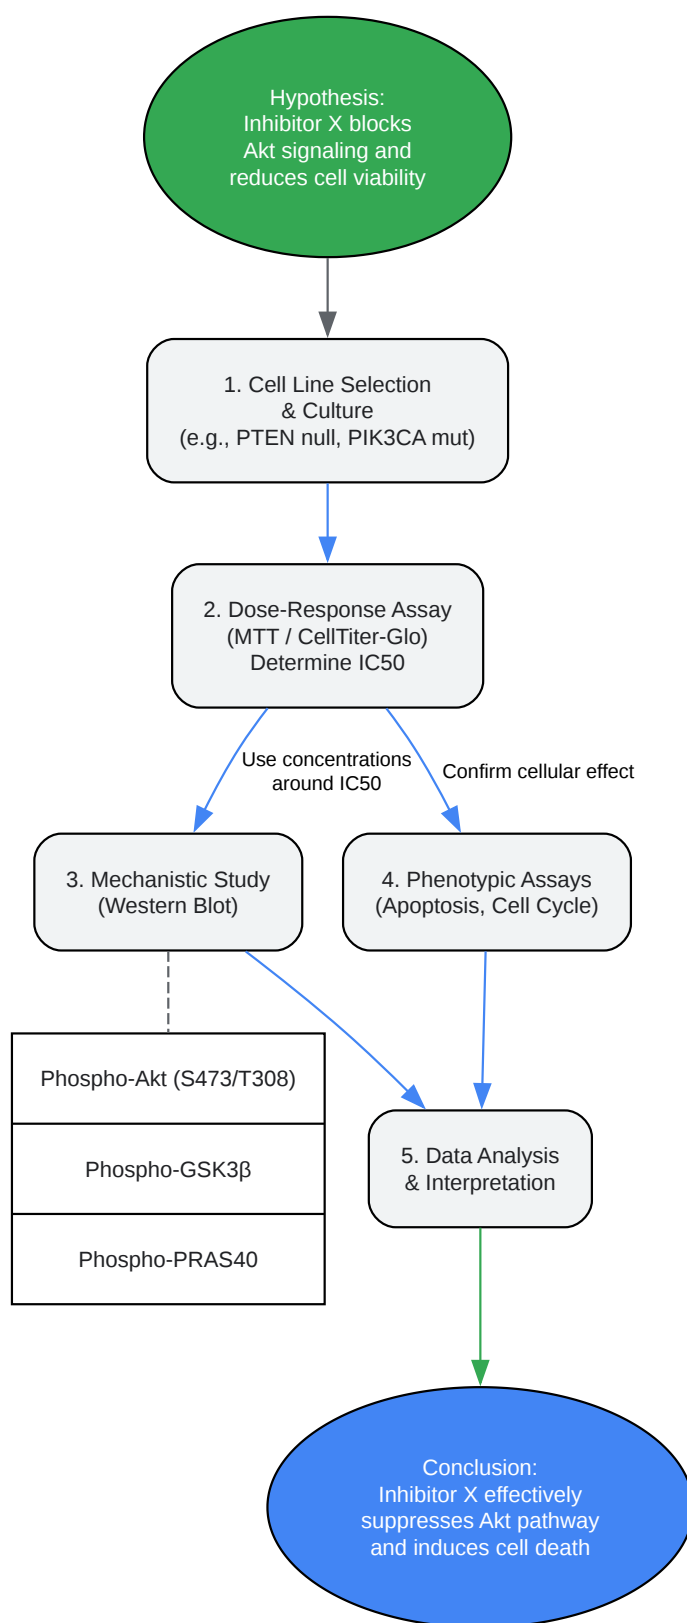 Hypothesis:
Inhibitor X blocks
Akt signaling and
reduces cell viability
1. Cell Line Selection
& Culture
(e.g., PTEN null, PIK3CA mut)
2. Dose-Response Assay
(MTT / CellTiter-Glo)
Determine IC50
Use concentrations
around IC50
Confirm cellular effect
3. Mechanistic Study
(Western Blot)
4. Phenotypic Assays
(Apoptosis, Cell Cycle)
Phospho-Akt (S473/T308)
Phospho-GSK3β
Phospho-PRAS40
5. Data Analysis
& Interpretation
Conclusion:
Inhibitor X effectively
suppresses Akt pathway
and induces cell death